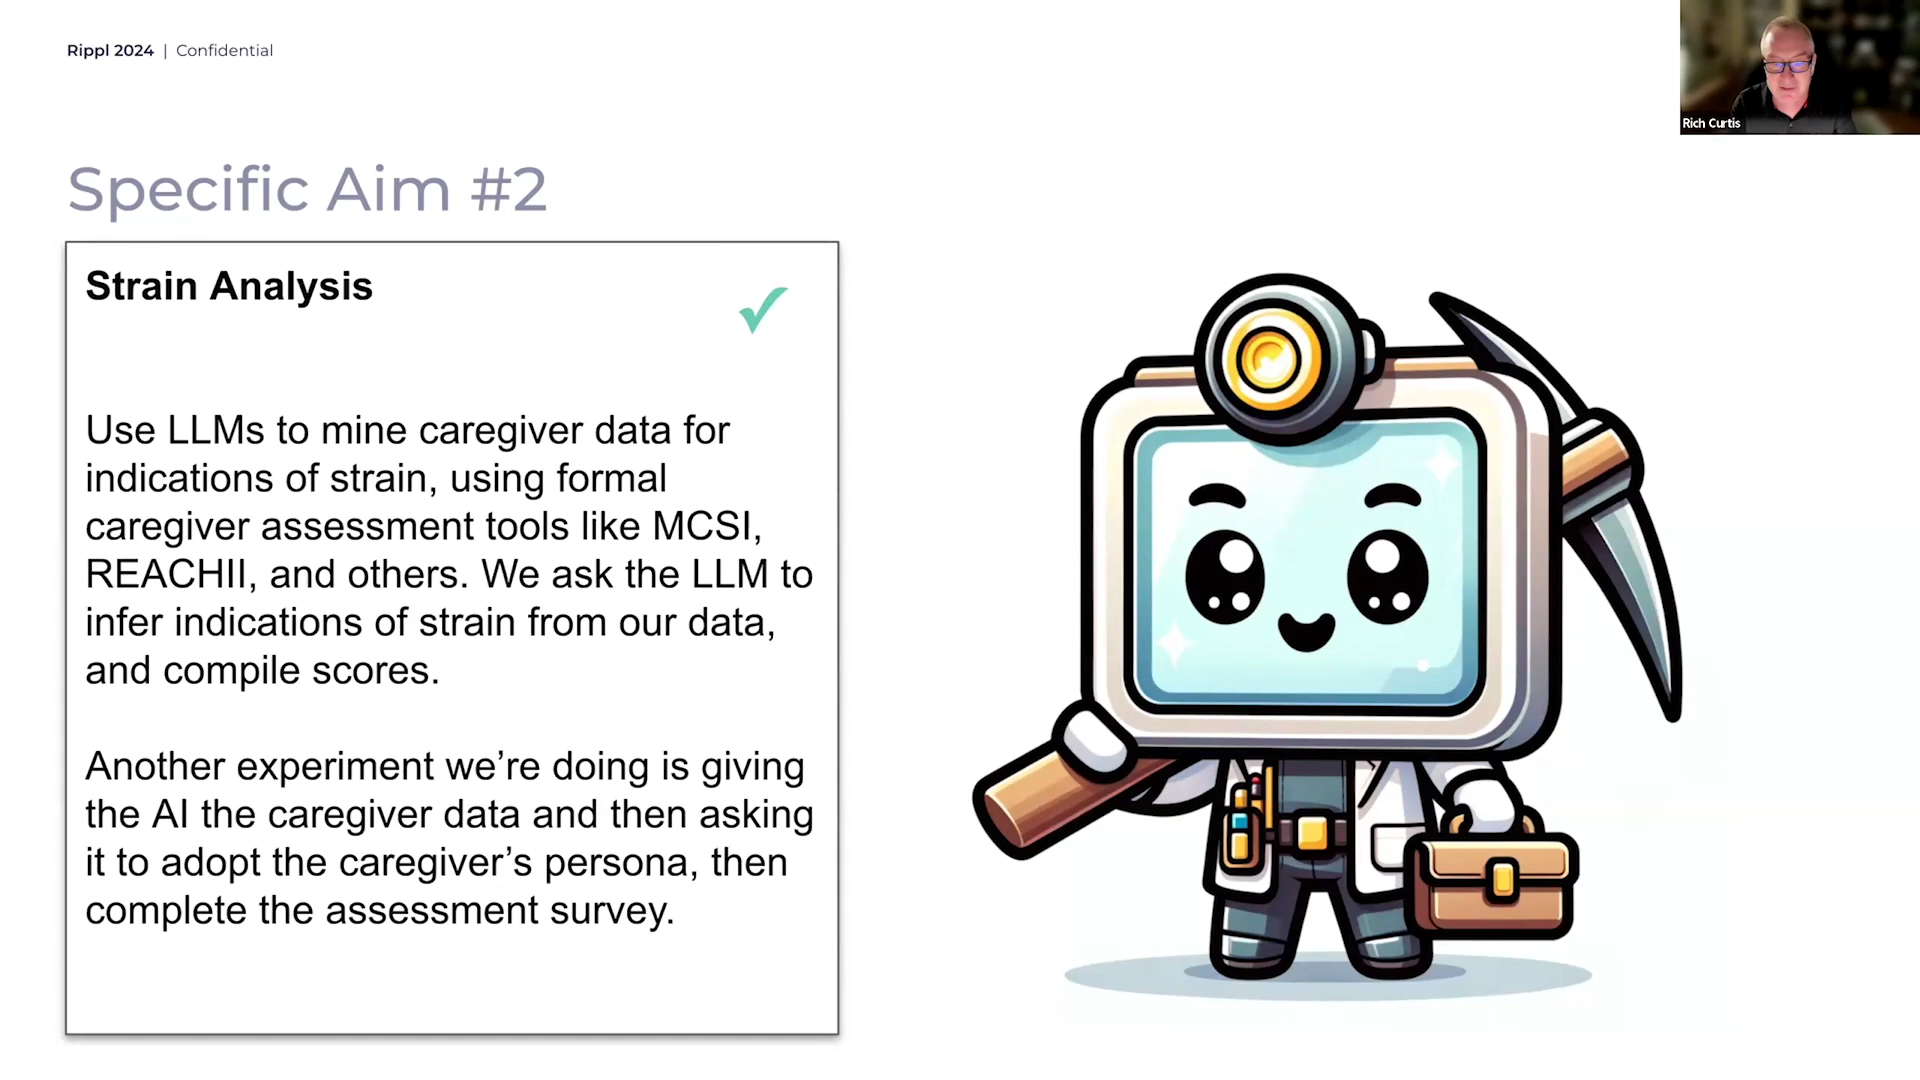 Rippl 2024 | Confidential
Rich Curtis
Specific Aim #2
Strain Analysis
Use LLMs to mine caregiver data for
indications of strain, using formal
caregiver assessment tools like MCSI,
REACHII, and others. We ask the LLM to
infer indications of strain from our data,
and compile scores.
Another experiment we’re doing is giving
the AI the caregiver data and then asking
it to adopt the caregiver’s persona, then
complete the assessment survey.